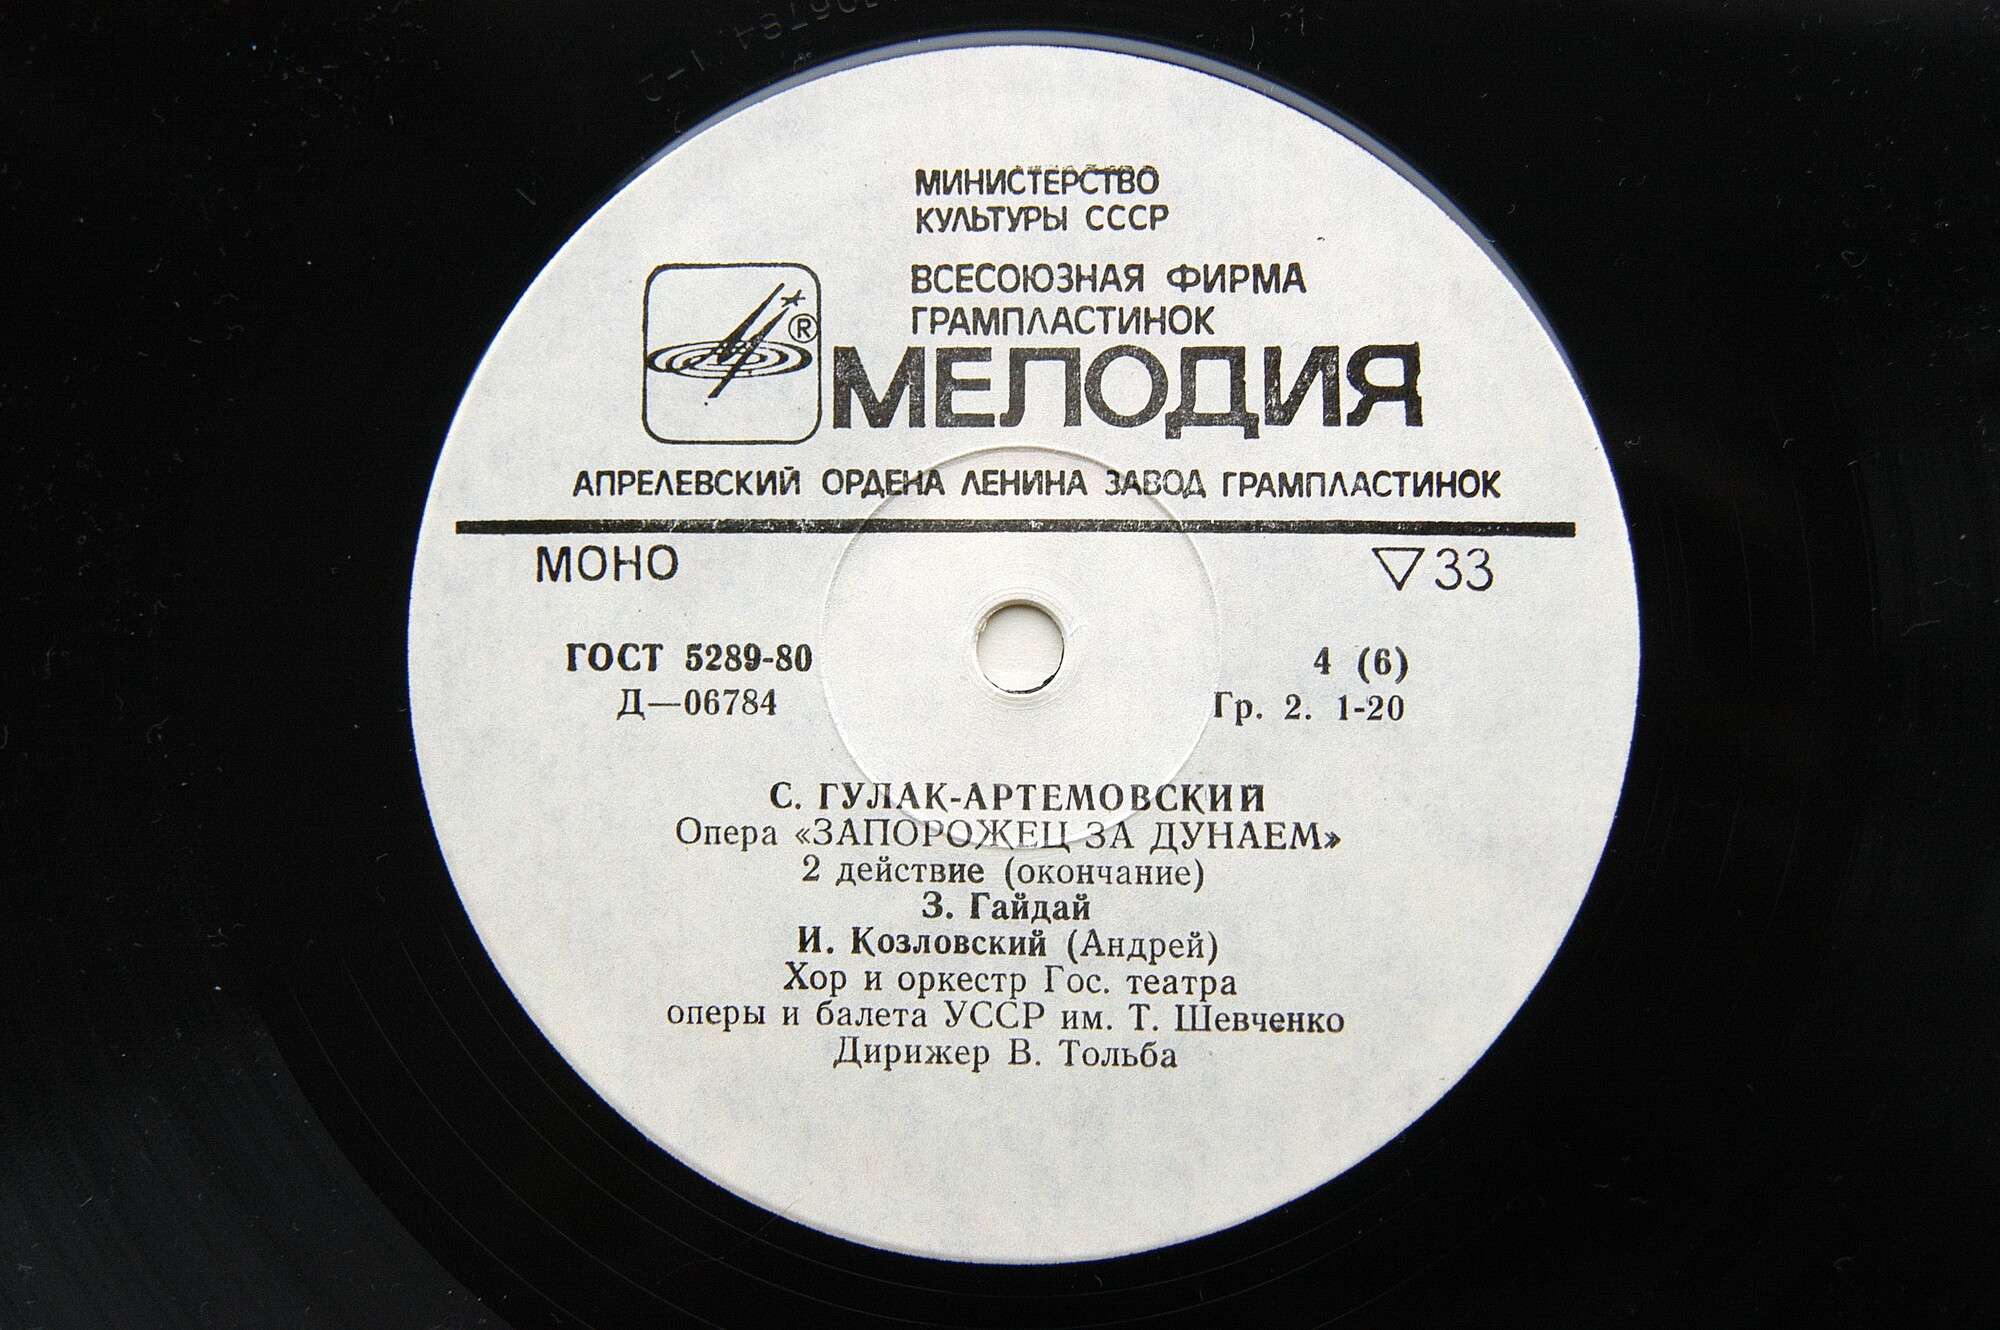 МИНИСТЕРСТВО
КУЛЬТУРЫ СССР
ВСЕСОЮЗНАЯ ФИРМА
ГРАМПЛАСТИНОК
®
МЕЛОДИЯ
АПРЕЛЕВСКИЙ ОРДЕНА ЛЕНИНА ЗАВОД ГРАМПЛАСТИНОК
МОНО ▽33
ГОСТ 5289-80 4 (6)
Д—06784 Гр. 2. 1-20
С. ГУЛАК-АРТЕМОВСКИЙ
Опера «ЗАПОРОЖЕЦ ЗА ДУНАЕМ»
2 действие (окончание)
З. Гайдай
И. Козловский (Андрей)
Хор и оркестр Гос. театра
оперы и балета УССР им. Т. Шевченко
Дирижер В. Тольба